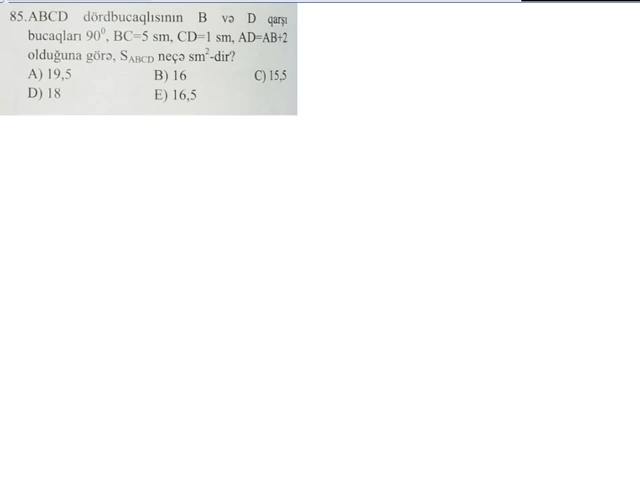 85.ABCD dördbucaqlısının B və D qarşı
bucaqları 90⁰, BC=5 sm, CD=1 sm, AD=AB+2
olduğuna görə, S_ABCD neçə sm²-dir?
A) 19,5 B) 16 C) 15,5
D) 18 E) 16,5